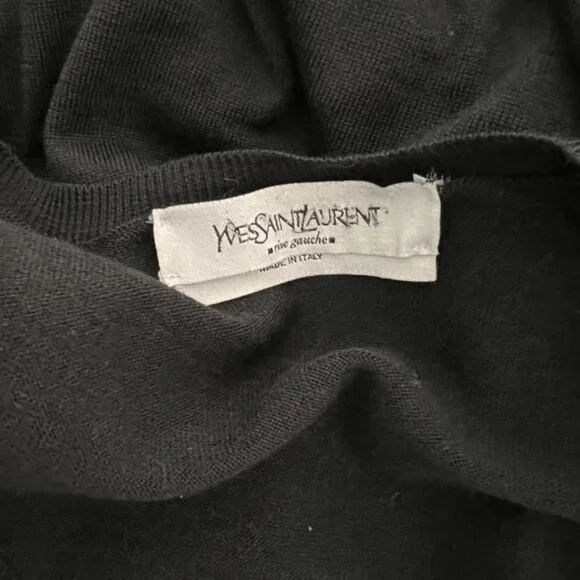 YVESSAINTLAURENT
rive gauche
MADE IN ITALY